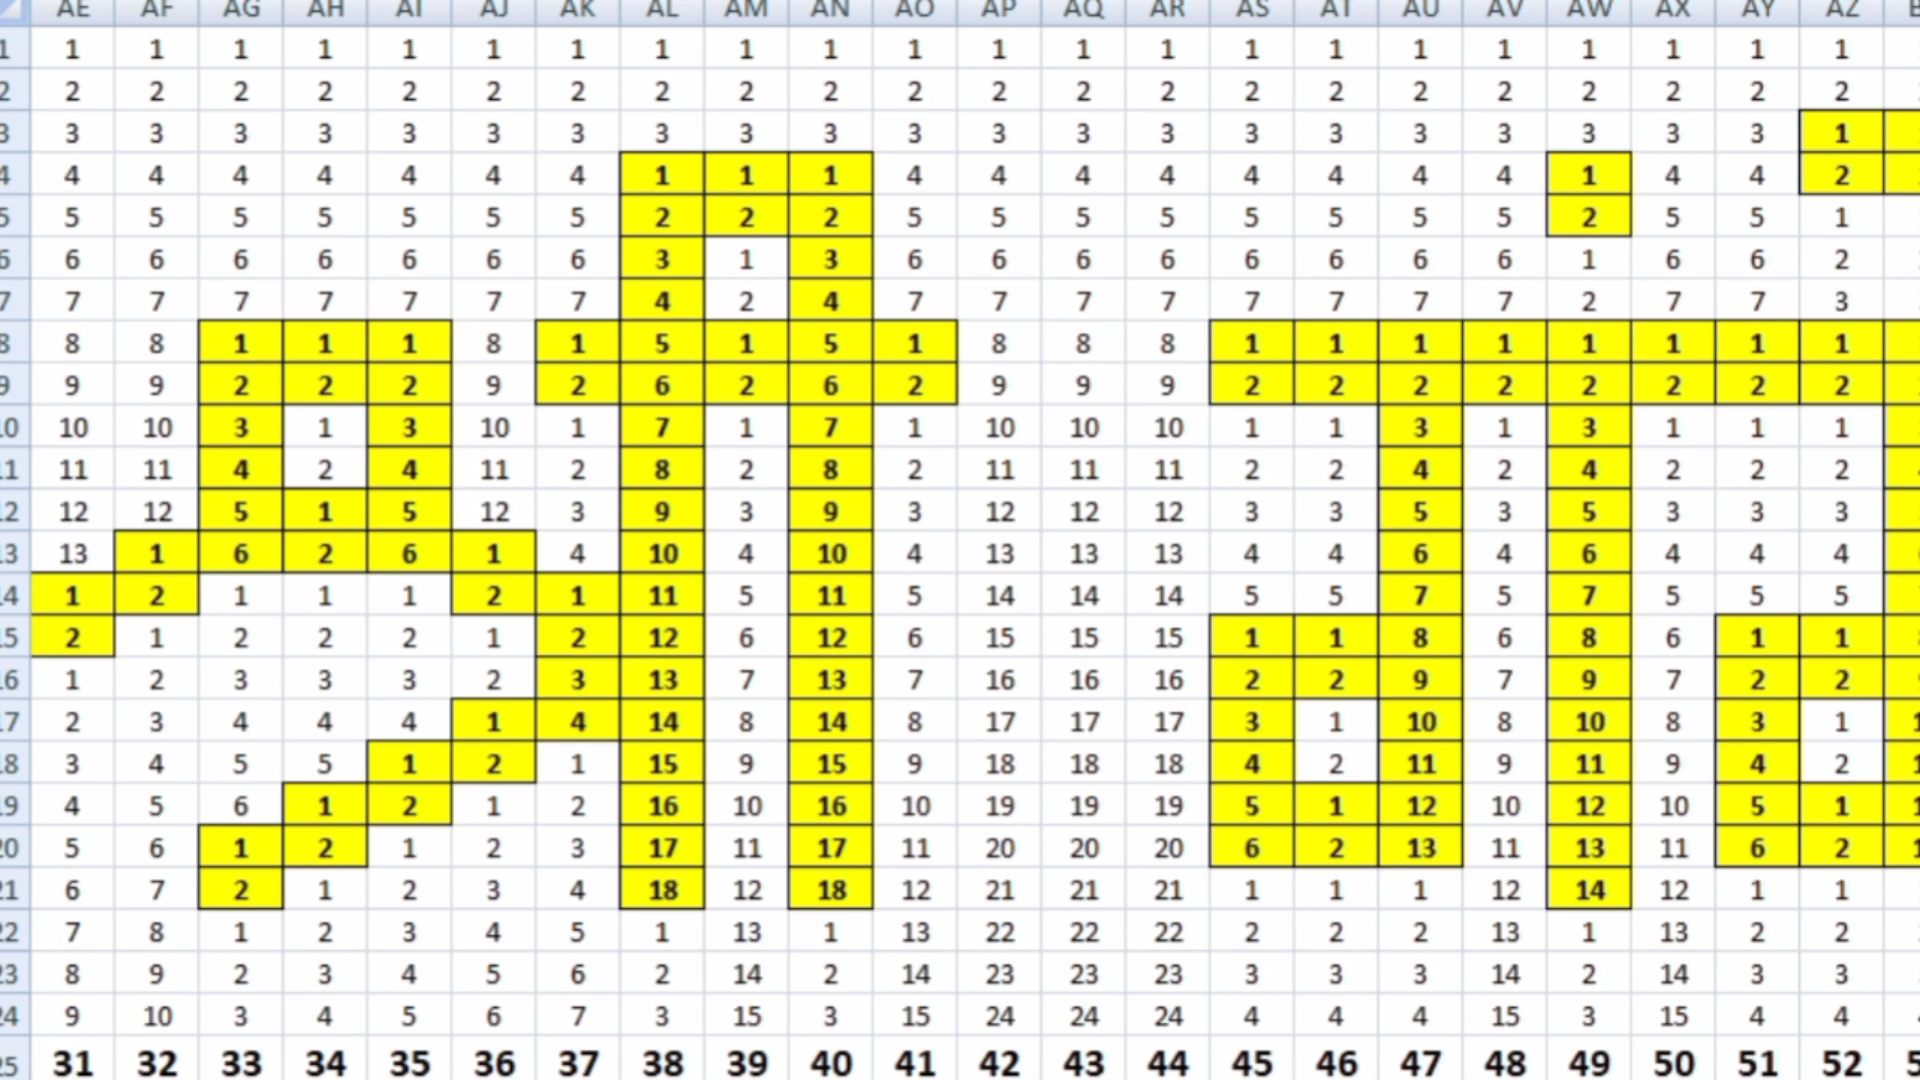 AE AF AG AH AI AJ AK AL AM AN AO AP AQ AR AS AT AU AV AW AX AY AZ
1 1 1 1 1 1 1 1 1 1 1 1 1 1 1 1 1 1 1 1 1 1 1
2 2 2 2 2 2 2 2 2 2 2 2 2 2 2 2 2 2 2 2 2 2 2
3 3 3 3 3 3 3 3 3 3 3 3 3 3 3 3 3 3 3 3 3 3 1
4 4 4 4 4 4 4 4 1 1 1 4 4 4 4 4 4 4 4 1 4 4 2
5 5 5 5 5 5 5 5 2 2 2 5 5 5 5 5 5 5 5 2 5 5 1
6 6 6 6 6 6 6 6 3 1 3 6 6 6 6 6 6 6 6 1 6 6 2
7 7 7 7 7 7 7 7 4 2 4 7 7 7 7 7 7 7 7 2 7 7 3
8 8 8 1 1 1 8 1 5 1 5 1 8 8 8 1 1 1 1 1 1 1 1
9 9 9 2 2 2 9 2 6 2 6 2 9 9 9 2 2 2 2 2 2 2 2
10 10 10 3 1 3 10 1 7 1 7 1 10 10 10 1 1 3 1 3 1 1 1
11 11 11 4 2 4 11 2 8 2 8 2 11 11 11 2 2 4 2 4 2 2 2
12 12 12 5 1 5 12 3 9 3 9 3 12 12 12 3 3 5 3 5 3 3 3
13 13 1 6 2 6 1 4 10 4 10 4 13 13 13 4 4 6 4 6 4 4 4
14 1 2 1 1 1 2 1 11 5 11 5 14 14 14 5 5 7 5 7 5 5 5
15 2 1 2 2 2 1 2 12 6 12 6 15 15 15 1 1 8 6 8 6 1 1
16 1 2 3 3 3 2 3 13 7 13 7 16 16 16 2 2 9 7 9 7 2 2
17 2 3 4 4 4 1 4 14 8 14 8 17 17 17 3 1 10 8 10 8 3 1
18 3 4 5 5 1 2 1 15 9 15 9 18 18 18 4 2 11 9 11 9 4 2
19 4 5 6 1 2 1 2 16 10 16 10 19 19 19 5 1 12 10 12 10 5 1
20 5 6 1 2 1 2 3 17 11 17 11 20 20 20 6 2 13 11 13 11 6 2
21 6 7 2 1 2 3 4 18 12 18 12 21 21 21 1 1 1 12 14 12 1 1
22 7 8 1 2 3 4 5 1 13 1 13 22 22 22 2 2 2 13 1 13 2 2
23 8 9 2 3 4 5 6 2 14 2 14 23 23 23 3 3 3 14 2 14 3 3
24 9 10 3 4 5 6 7 3 15 3 15 24 24 24 4 4 4 15 3 15 4 4
25 31 32 33 34 35 36 37 38 39 40 41 42 43 44 45 46 47 48 49 50 51 52